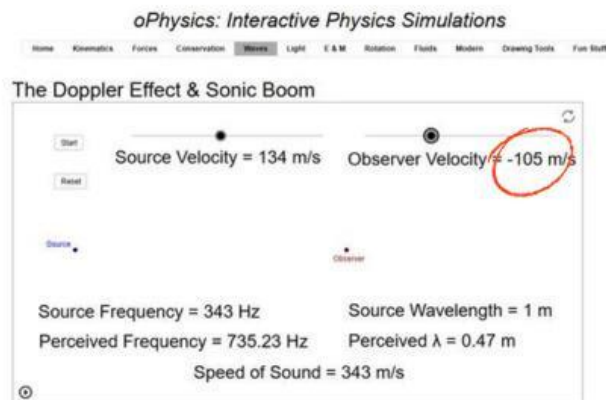 oPhysics: Interactive Physics Simulations
Home Kinematics Forces Conservation Waves Light E & M Rotation Fluids Modern Drawing Tools Fun Stuff
The Doppler Effect & Sonic Boom
Start
Source Velocity = 134 m/s Observer Velocity = -105 m/s
Reset
Source
Observer
Source Frequency = 343 Hz Source Wavelength = 1 m
Perceived Frequency = 735.23 Hz Perceived λ = 0.47 m
Speed of Sound = 343 m/s